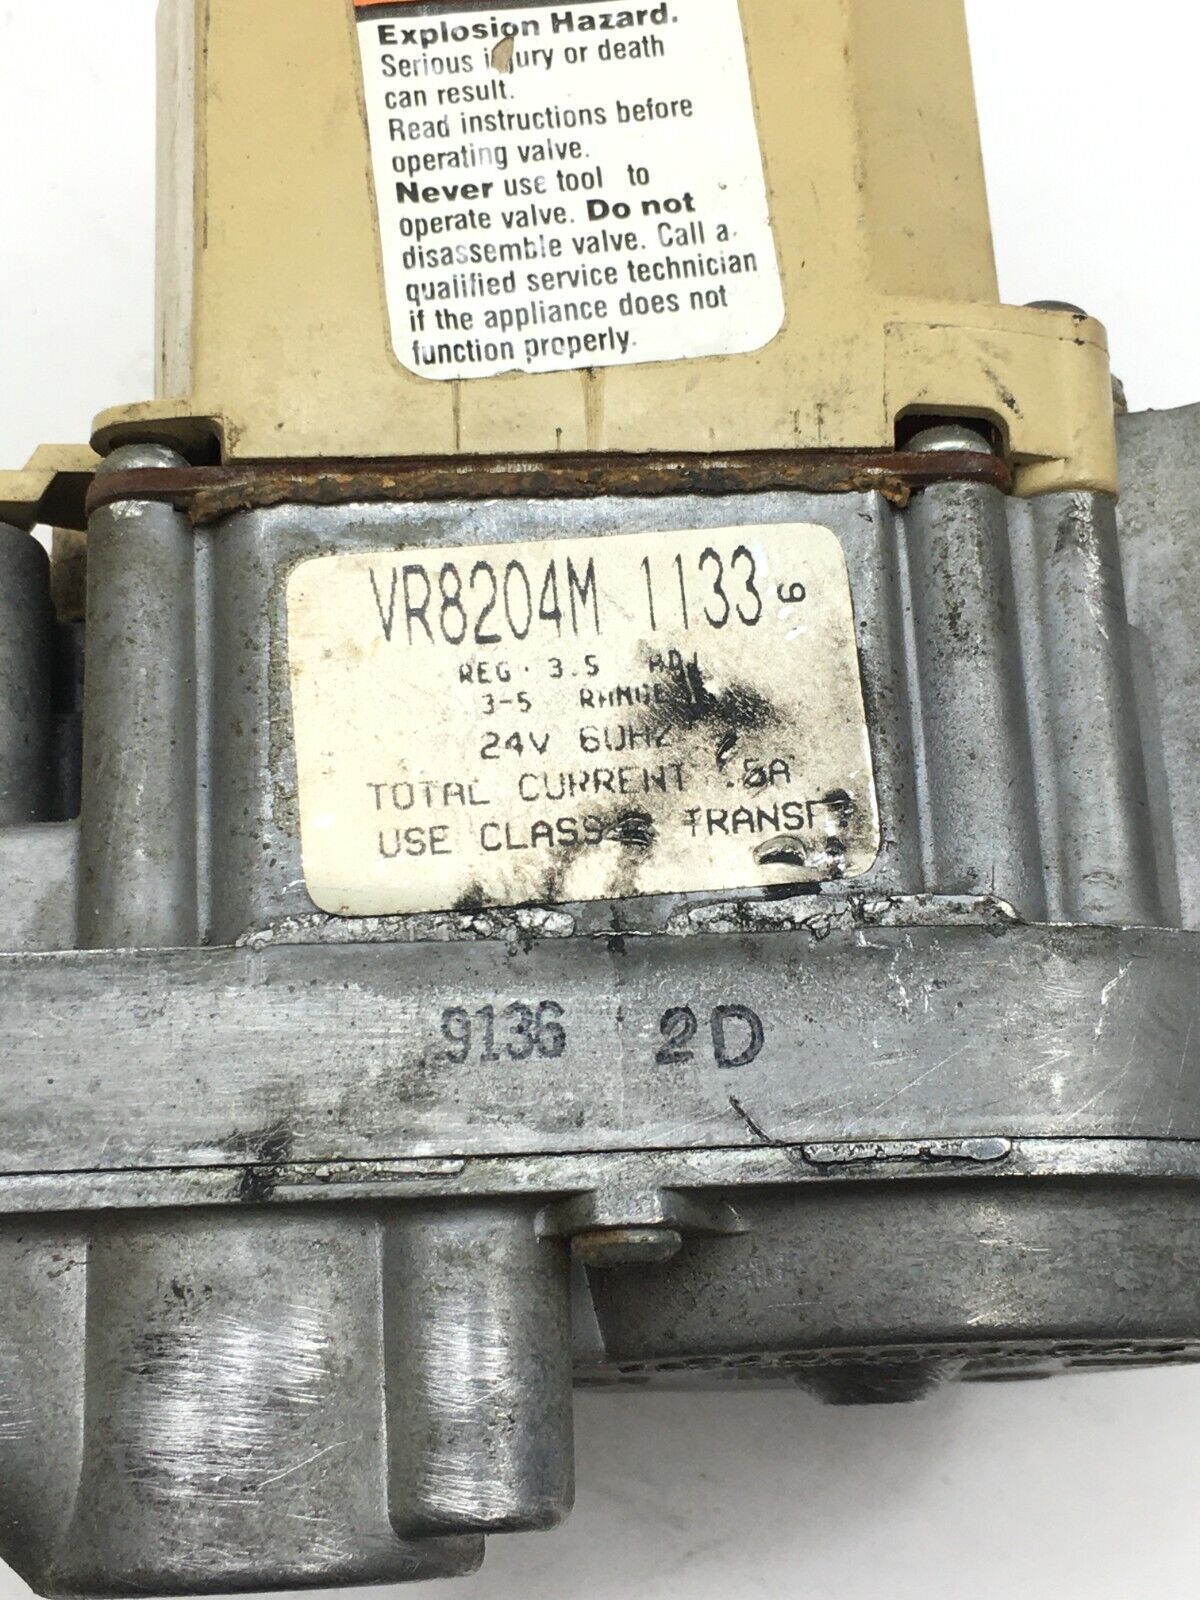 Explosion Hazard.
Serious injury or death
can result.
Read instructions before
operating valve.
Never use tool to
operate valve. Do not
disassemble valve. Call a
qualified service technician
if the appliance does not
function properly.
VR8204M 1133 6
REG. 3.5 ADJ
3-5 RANGE
24V 60HZ
TOTAL CURRENT .5A
USE CLASS TRANSF
9136 2D